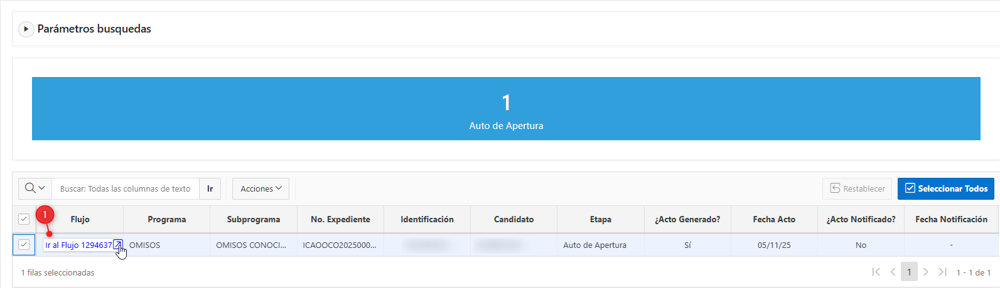 Parámetros busquedas
1
Auto de Apertura
Buscar: Todas las columnas de texto Ir Acciones Restablecer Seleccionar Todos
1
Flujo Programa Subprograma No. Expediente Identificación Candidato Etapa ¿Acto Generado? Fecha Acto ¿Acto Notificado? Fecha Notificación
Ir al Flujo 1294637 OMISOS OMISOS CONOCI... ICAOOCO2025000... Auto de Apertura Sí 05/11/25 No -
1 filas seleccionadas 1 1 - 1 de 1